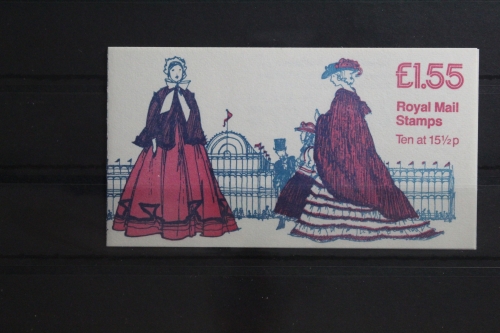 £1.55
Royal Mail
Stamps
Ten at 15½p